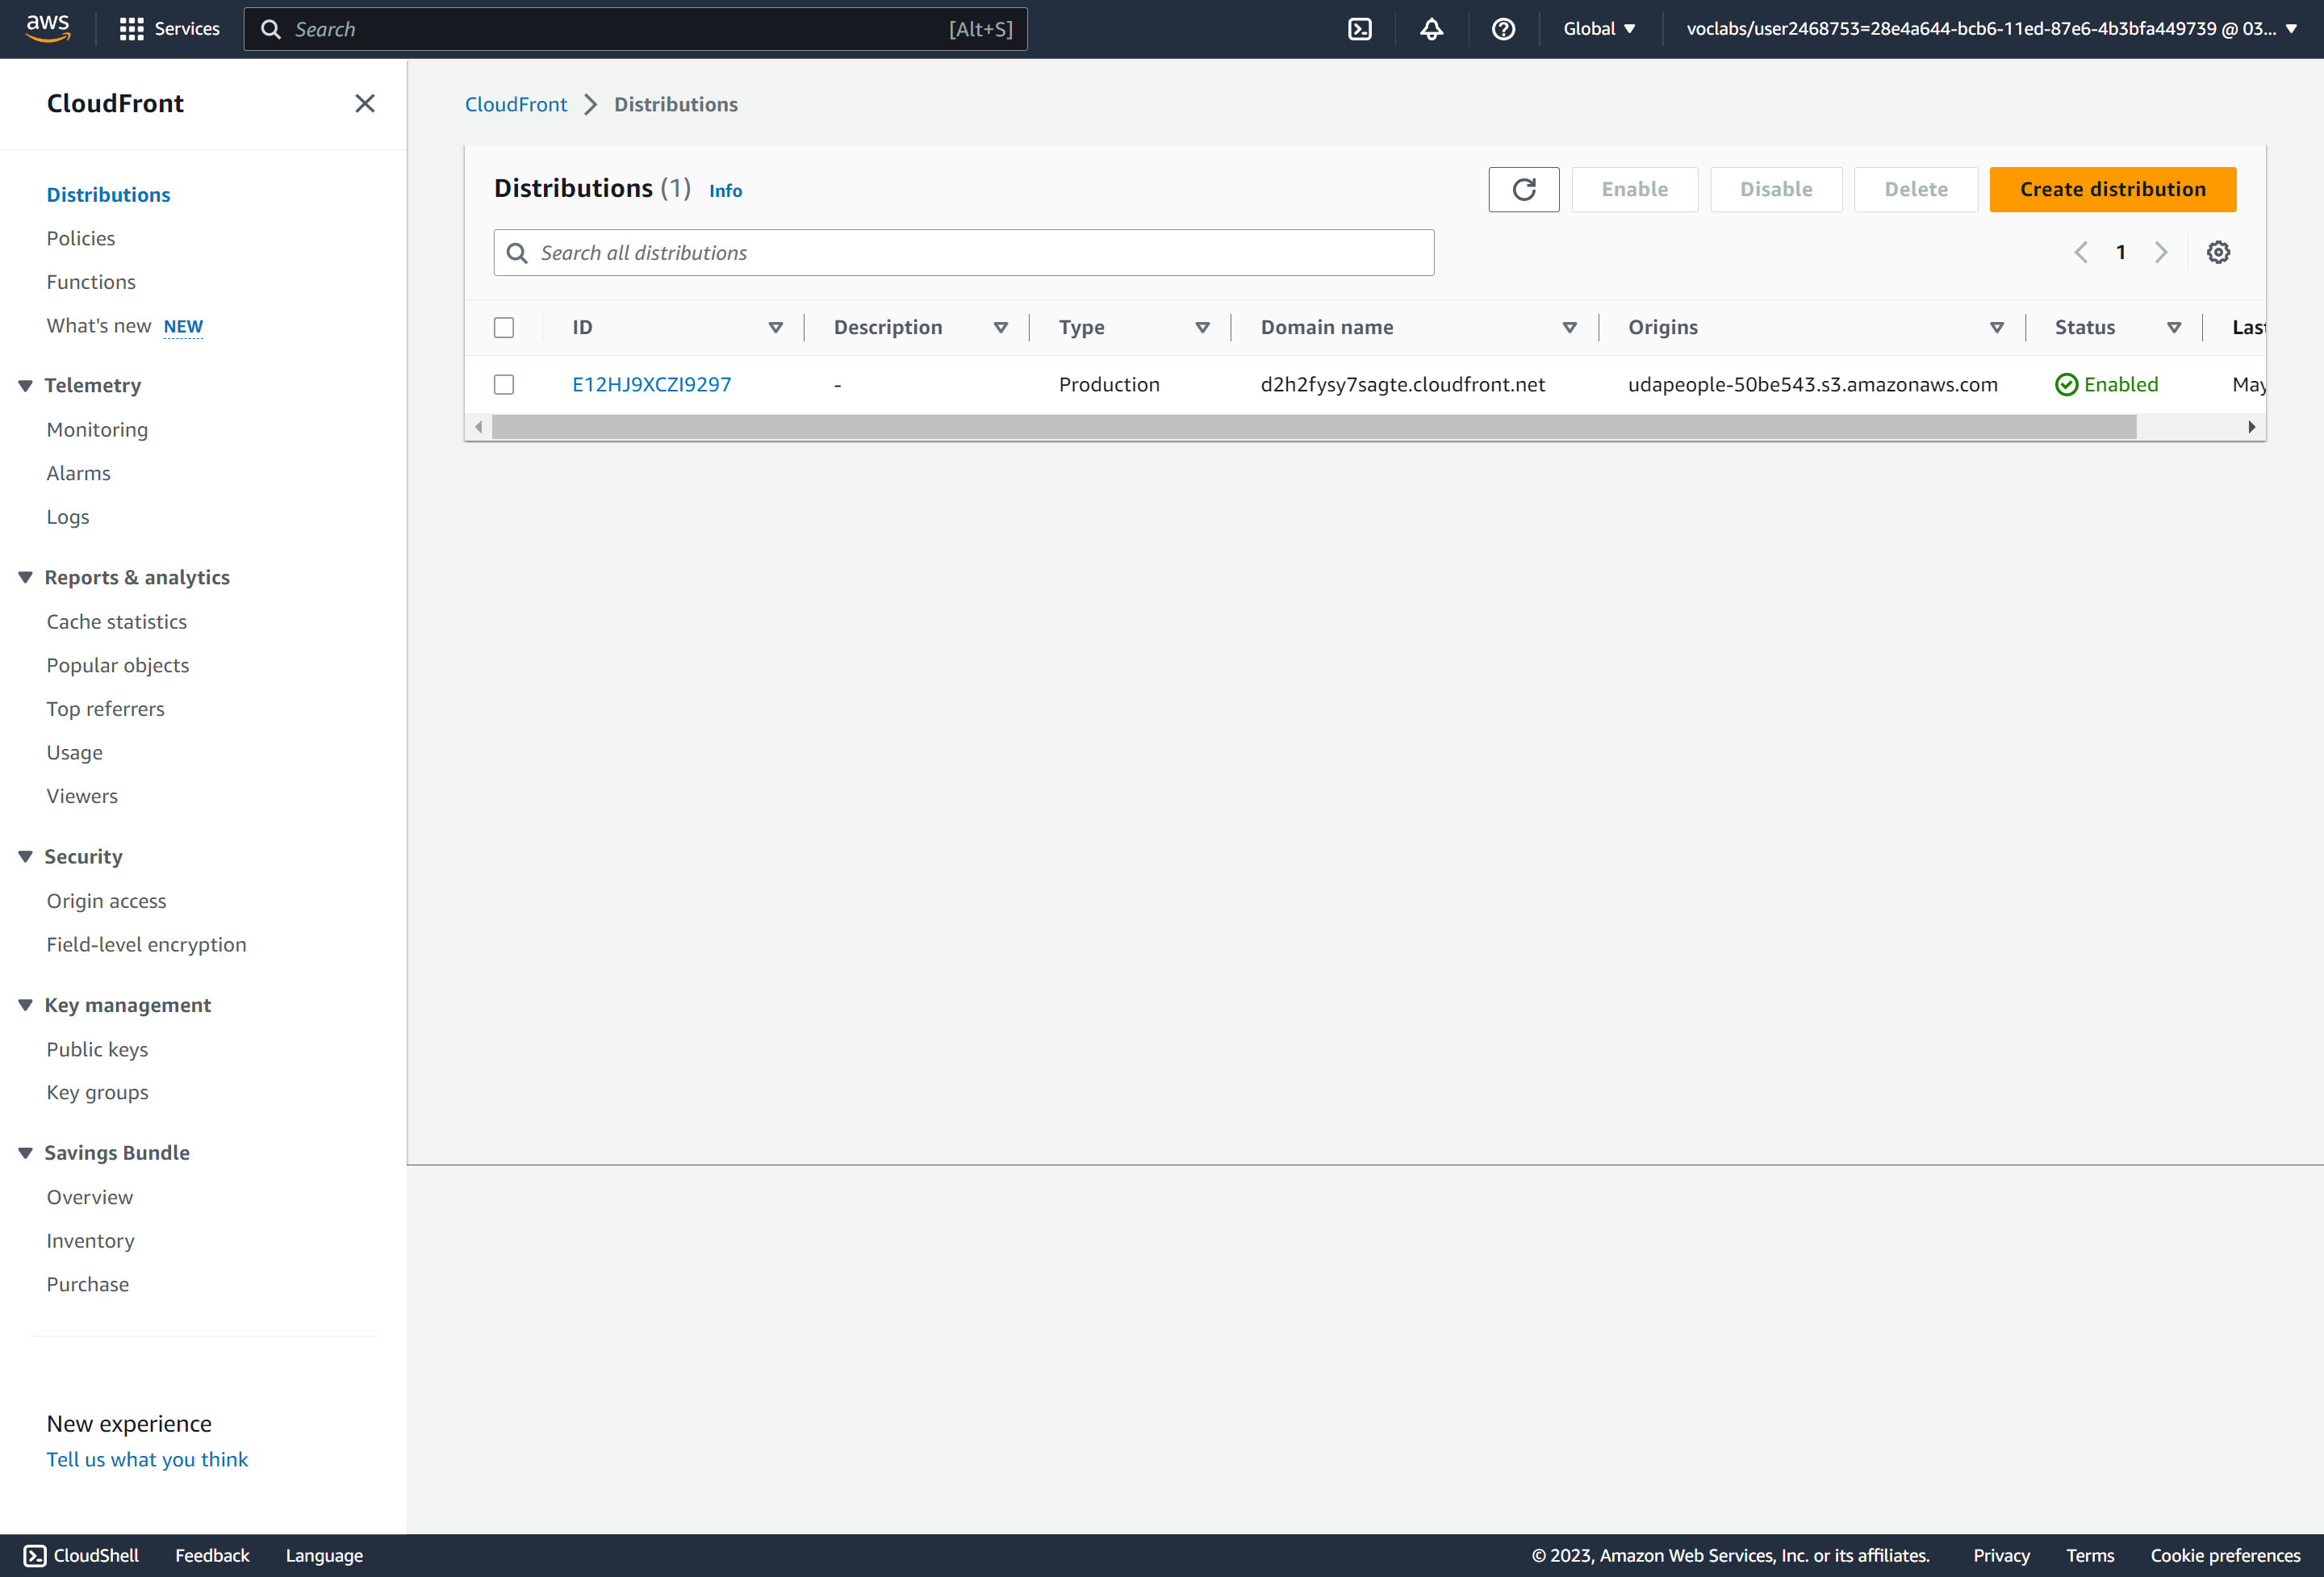 aws Services Search [Alt+S] Global voclabs/user2468753=28e4a644-bcb6-11ed-87e6-4b3bfa449739 @ 03...
CloudFront
Distributions
Policies
Functions
What's new NEW
Telemetry
Monitoring
Alarms
Logs
Reports & analytics
Cache statistics
Popular objects
Top referrers
Usage
Viewers
Security
Origin access
Field-level encryption
Key management
Public keys
Key groups
Savings Bundle
Overview
Inventory
Purchase
New experience
Tell us what you think
CloudFront Distributions
Distributions (1) Info Enable Disable Delete Create distribution
Search all distributions 1
ID Description Type Domain name Origins Status Last
E12HJ9XCZI9297 - Production d2h2fysy7sagte.cloudfront.net udapeople-50be543.s3.amazonaws.com Enabled May
CloudShell Feedback Language © 2023, Amazon Web Services, Inc. or its affiliates. Privacy Terms Cookie preferences